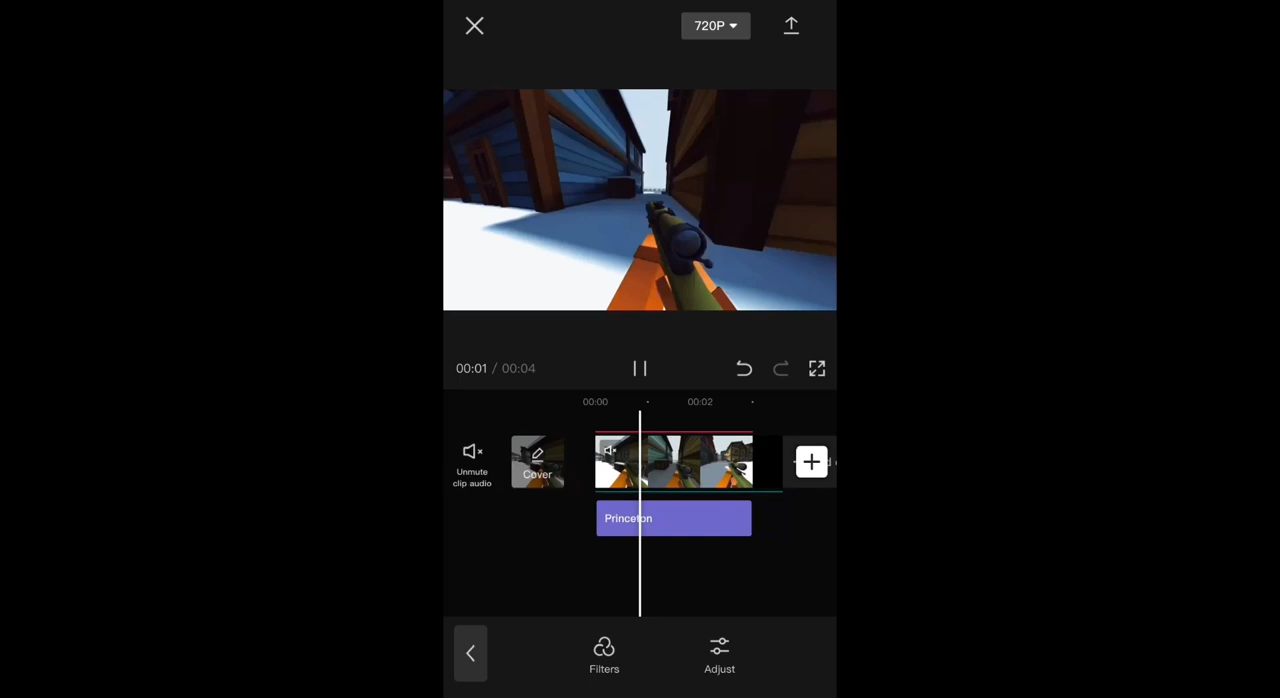 720P
00:01 / 00:04
00:00
00:02
Unmute
clip audio
Cover
Princeton
Filters
Adjust